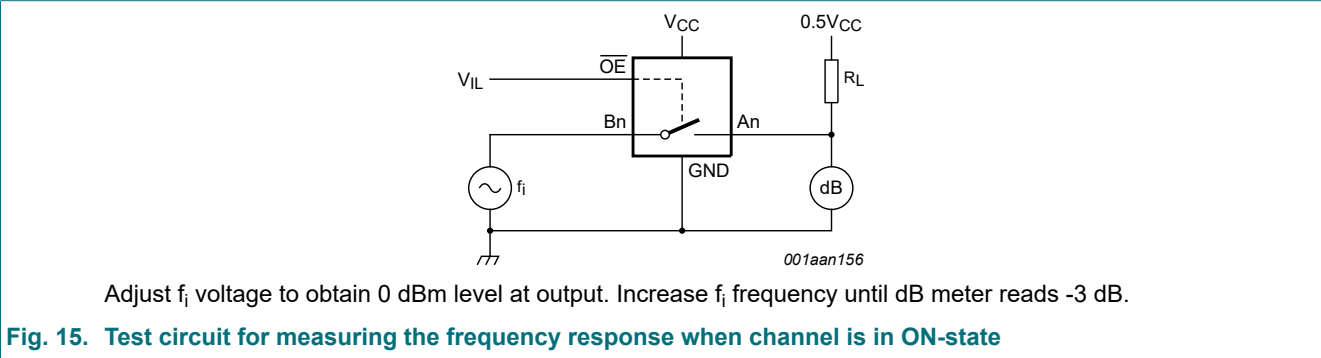 VCC
0.5VCC
OE
VIL
RL
Bn
An
GND
fi
dB
001aan156
Adjust fi voltage to obtain 0 dBm level at output. Increase fi frequency until dB meter reads -3 dB.
Fig. 15. Test circuit for measuring the frequency response when channel is in ON-state